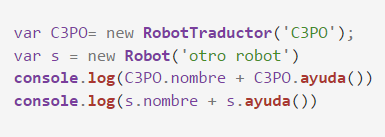 var C3PO= new RobotTraductor('C3PO');
var s = new Robot('otro robot')
console.log(C3PO.nombre + C3PO.ayuda())
console.log(s.nombre + s.ayuda())